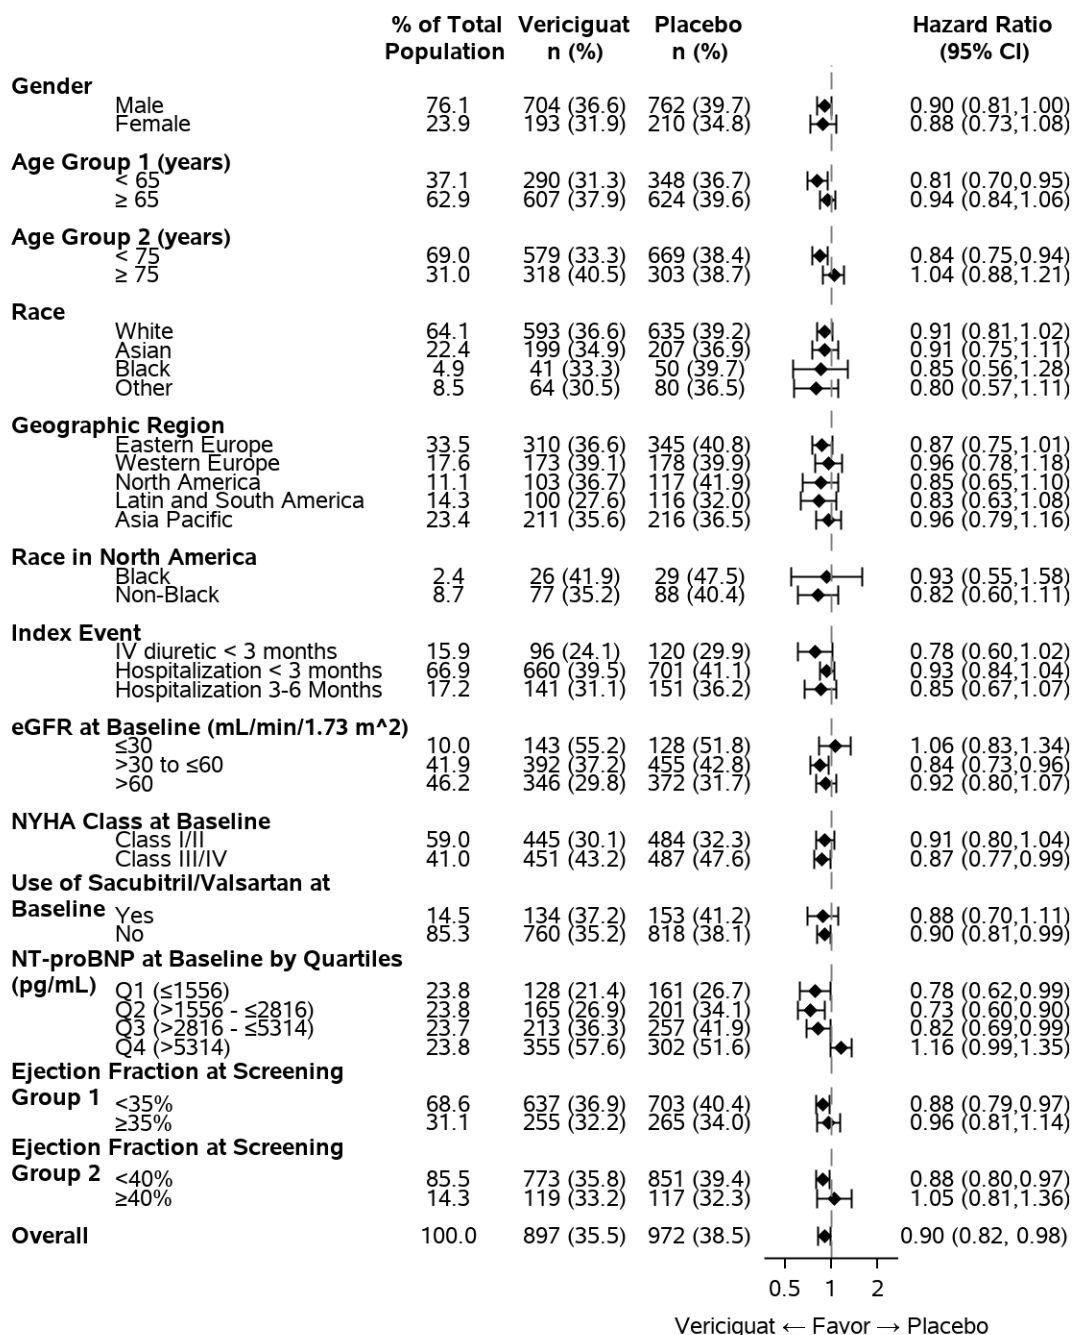 % of Total Vericiguat Placebo Hazard Ratio
Population n (%) n (%) (95% CI)
Gender
Male 76.1 704 (36.6) 762 (39.7) 0.90 (0.81,1.00)
Female 23.9 193 (31.9) 210 (34.8) 0.88 (0.73,1.08)
Age Group 1 (years)
< 65 37.1 290 (31.3) 348 (36.7) 0.81 (0.70,0.95)
≥ 65 62.9 607 (37.9) 624 (39.6) 0.94 (0.84,1.06)
Age Group 2 (years)
< 75 69.0 579 (33.3) 669 (38.4) 0.84 (0.75,0.94)
≥ 75 31.0 318 (40.5) 303 (38.7) 1.04 (0.88,1.21)
Race
White 64.1 593 (36.6) 635 (39.2) 0.91 (0.81,1.02)
Asian 22.4 199 (34.9) 207 (36.9) 0.91 (0.75,1.11)
Black 4.9 41 (33.3) 50 (39.7) 0.85 (0.56,1.28)
Other 8.5 64 (30.5) 80 (36.5) 0.80 (0.57,1.11)
Geographic Region
Eastern Europe 33.5 310 (36.6) 345 (40.8) 0.87 (0.75,1.01)
Western Europe 17.6 173 (39.1) 178 (39.9) 0.96 (0.78,1.18)
North America 11.1 103 (36.7) 117 (41.9) 0.85 (0.65,1.10)
Latin and South America 14.3 100 (27.6) 116 (32.0) 0.83 (0.63,1.08)
Asia Pacific 23.4 211 (35.6) 216 (36.5) 0.96 (0.79,1.16)
Race in North America
Black 2.4 26 (41.9) 29 (47.5) 0.93 (0.55,1.58)
Non-Black 8.7 77 (35.2) 88 (40.4) 0.82 (0.60,1.11)
Index Event
IV diuretic < 3 months 15.9 96 (24.1) 120 (29.9) 0.78 (0.60,1.02)
Hospitalization < 3 months 66.9 660 (39.5) 701 (41.1) 0.93 (0.84,1.04)
Hospitalization 3-6 Months 17.2 141 (31.1) 151 (36.2) 0.85 (0.67,1.07)
eGFR at Baseline (mL/min/1.73 m^2)
≤30 10.0 143 (55.2) 128 (51.8) 1.06 (0.83,1.34)
>30 to ≤60 41.9 392 (37.2) 455 (42.8) 0.84 (0.73,0.96)
>60 46.2 346 (29.8) 372 (31.7) 0.92 (0.80,1.07)
NYHA Class at Baseline
Class I/II 59.0 445 (30.1) 484 (32.3) 0.91 (0.80,1.04)
Class III/IV 41.0 451 (43.2) 487 (47.6) 0.87 (0.77,0.99)
Use of Sacubitril/Valsartan at
Baseline
Yes 14.5 134 (37.2) 153 (41.2) 0.88 (0.70,1.11)
No 85.3 760 (35.2) 818 (38.1) 0.90 (0.81,0.99)
NT-proBNP at Baseline by Quartiles
(pg/mL)
Q1 (≤1556) 23.8 128 (21.4) 161 (26.7) 0.78 (0.62,0.99)
Q2 (>1556 - ≤2816) 23.8 165 (26.9) 201 (34.1) 0.73 (0.60,0.90)
Q3 (>2816 - ≤5314) 23.7 213 (36.3) 257 (41.9) 0.82 (0.69,0.99)
Q4 (>5314) 23.8 355 (57.6) 302 (51.6) 1.16 (0.99,1.35)
Ejection Fraction at Screening
Group 1
<35% 68.6 637 (36.9) 703 (40.4) 0.88 (0.79,0.97)
≥35% 31.1 255 (32.2) 265 (34.0) 0.96 (0.81,1.14)
Ejection Fraction at Screening
Group 2
<40% 85.5 773 (35.8) 851 (39.4) 0.88 (0.80,0.97)
≥40% 14.3 119 (33.2) 117 (32.3) 1.05 (0.81,1.36)
Overall 100.0 897 (35.5) 972 (38.5) 0.90 (0.82, 0.98)
0.5 1 2
Vericiguat ← Favor → Placebo